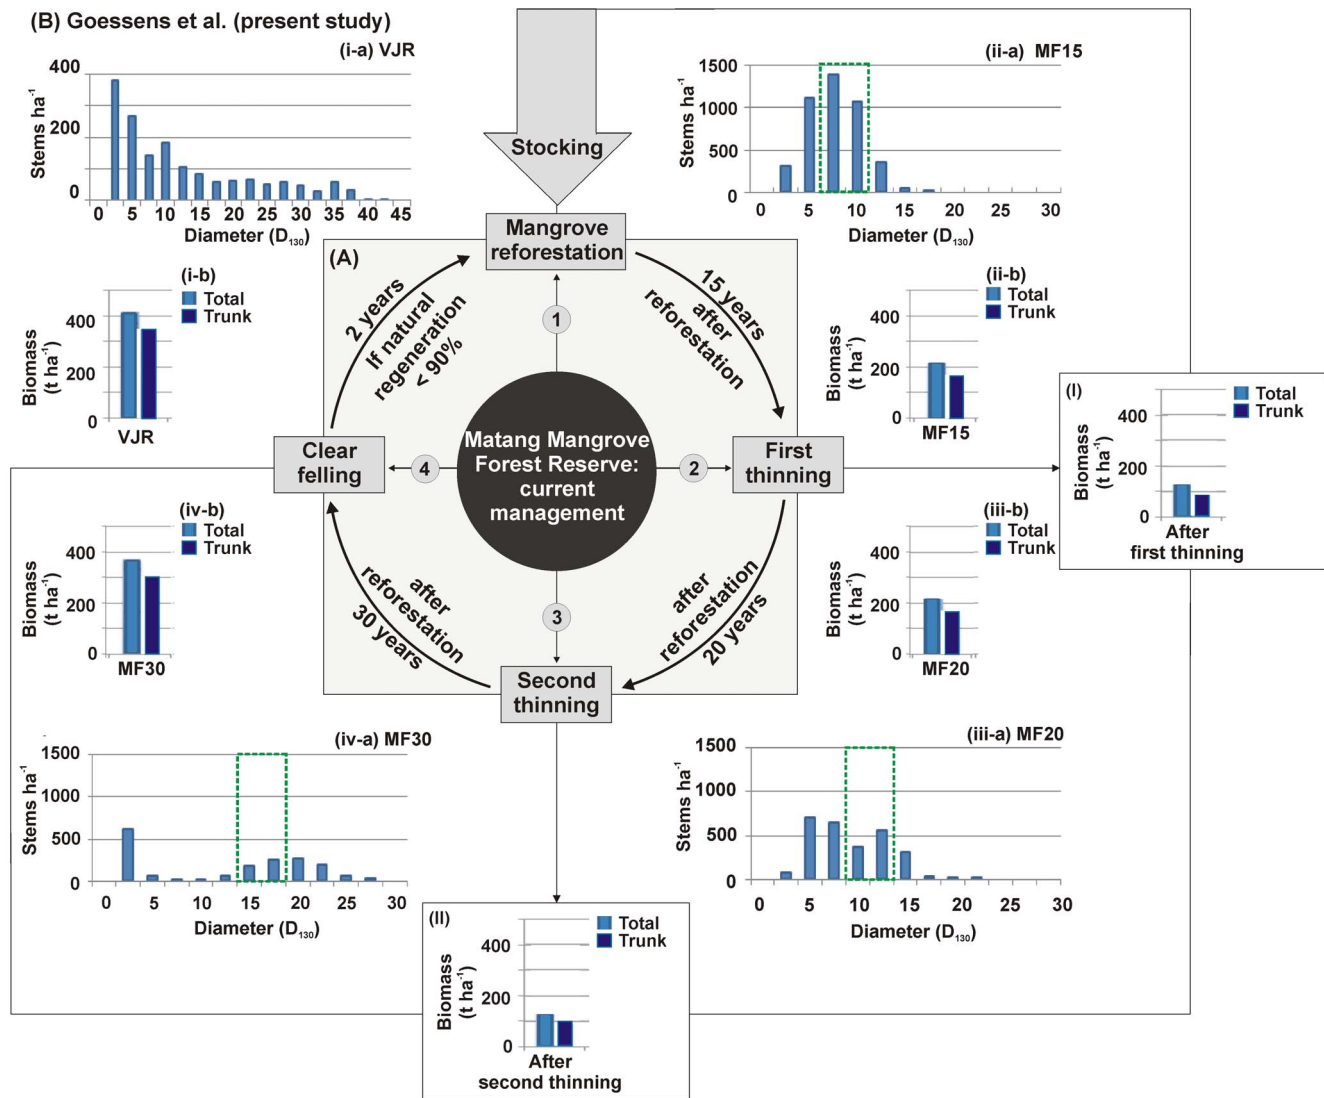 (B) Goessens et al. (present study)
(i-a) VJR
400
200
0
Stems ha⁻¹
0 5 10 15 20 25 30 35 40 45
Diameter (D₁₃₀)
Stocking
(ii-a) MF15
1500
1000
500
0
Stems ha⁻¹
0 5 10 15 20 25 30
Diameter (D₁₃₀)
(i-b)
Total
Trunk
400
200
0
Biomass
(t ha⁻¹)
VJR
(A)
Mangrove
reforestation
2 years
If natural
regeneration
< 90%
1
15 years
after
reforestation
(ii-b)
Total
Trunk
400
200
0
Biomass
(t ha⁻¹)
MF15
Clear
felling
4
Matang Mangrove
Forest Reserve:
current
management
2
First
thinning
(I)
Total
Trunk
400
200
0
Biomass
(t ha⁻¹)
After
first thinning
(iv-b)
Total
Trunk
400
200
0
Biomass
(t ha⁻¹)
MF30
after
reforestation
30 years
3
after
reforestation
20 years
(iii-b)
Total
Trunk
400
200
0
Biomass
(t ha⁻¹)
MF20
Second
thinning
(iv-a) MF30
1500
1000
500
0
Stems ha⁻¹
0 5 10 15 20 25 30
Diameter (D₁₃₀)
(iii-a) MF20
1500
1000
500
0
Stems ha⁻¹
0 5 10 15 20 25 30
Diameter (D₁₃₀)
(II)
Total
Trunk
400
200
0
Biomass
(t ha⁻¹)
After
second thinning